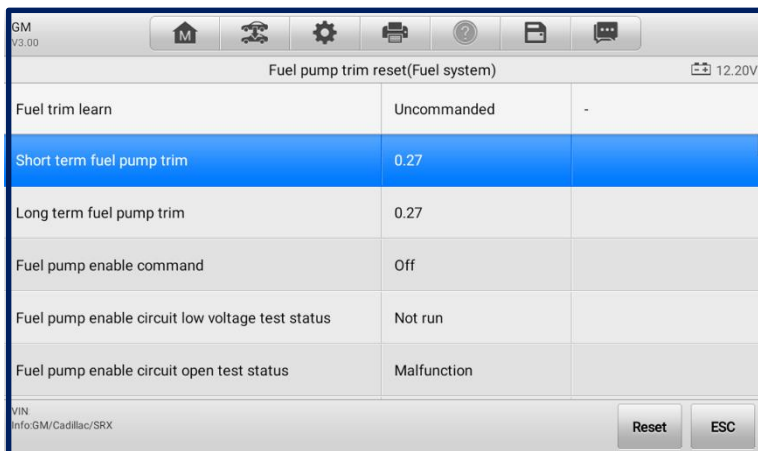 GM
V3.00
M
?
Fuel pump trim reset(Fuel system)
12.20V
Fuel trim learn Uncommanded -
Short term fuel pump trim 0.27
Long term fuel pump trim 0.27
Fuel pump enable command Off
Fuel pump enable circuit low voltage test status Not run
Fuel pump enable circuit open test status Malfunction
VIN
Info:GM/Cadillac/SRX
Reset ESC